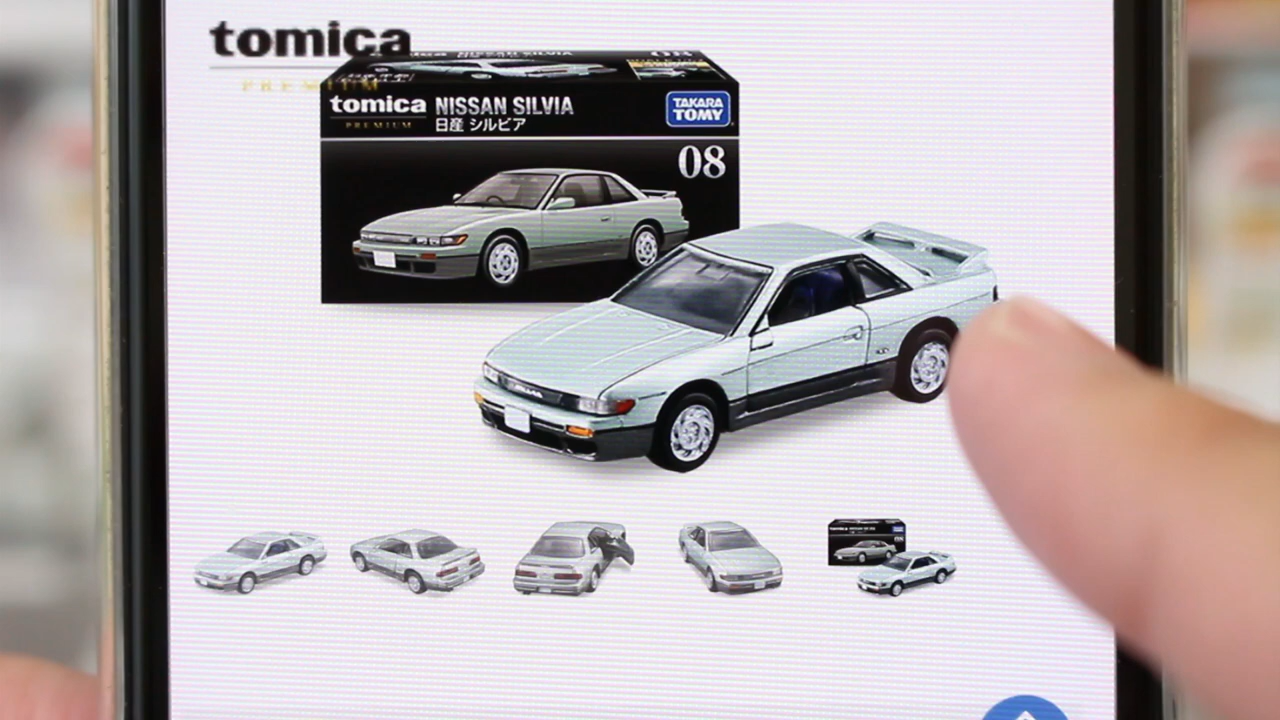 tomica
PREMIUM
tomica NISSAN SILVIA
PREMIUM 日産 シルビア
TAKARA
TOMY
08